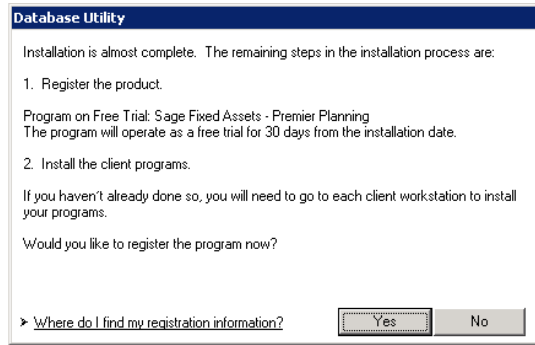 Database Utility
Installation is almost complete. The remaining steps in the installation process are:
1. Register the product.
Program on Free Trial: Sage Fixed Assets - Premier Planning
The program will operate as a free trial for 30 days from the installation date.
2. Install the client programs.
If you haven't already done so, you will need to go to each client workstation to install
your programs.
Would you like to register the program now?
➤ Where do I find my registration information?
Yes
No